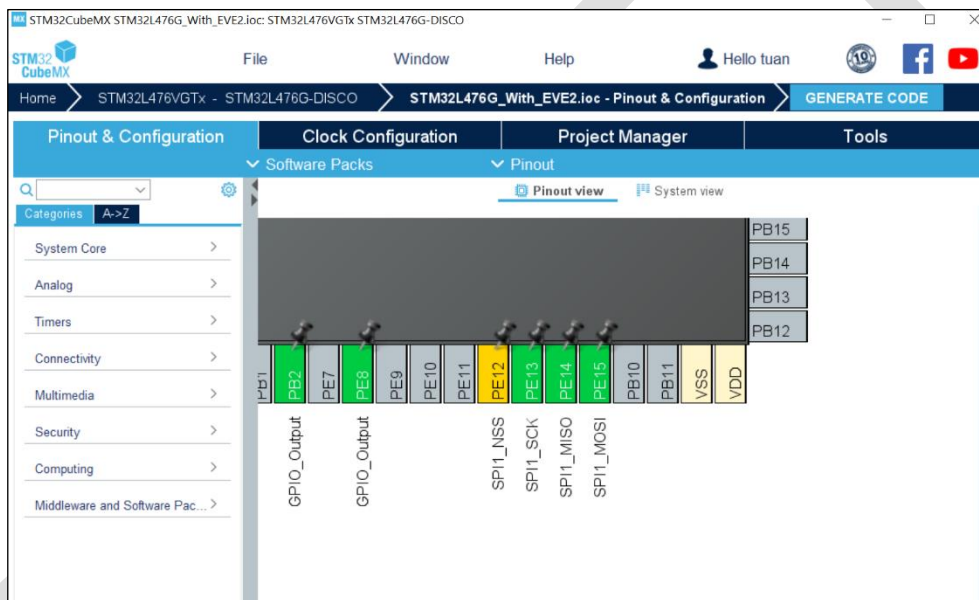 MX STM32CubeMX STM32L476G_With_EVE2.ioc: STM32L476VGTx STM32L476G-DISCO
STM32 CubeMX
File Window Help Hello tuan 10
Home STM32L476VGTx - STM32L476G-DISCO STM32L476G_With_EVE2.ioc - Pinout & Configuration GENERATE CODE
Pinout & Configuration Clock Configuration Project Manager Tools
Software Packs Pinout
Pinout view System view
Categories A->Z
System Core
Analog
Timers
Connectivity
Multimedia
Security
Computing
Middleware and Software Pac...
PB15
PB14
PB13
PB12
PB1 PB2 PE7 PE8 PE9 PE10 PE11 PE12 PE13 PE14 PE15 PB10 PB11 VSS VDD
GPIO_Output GPIO_Output SPI1_NSS SPI1_SCK SPI1_MISO SPI1_MOSI